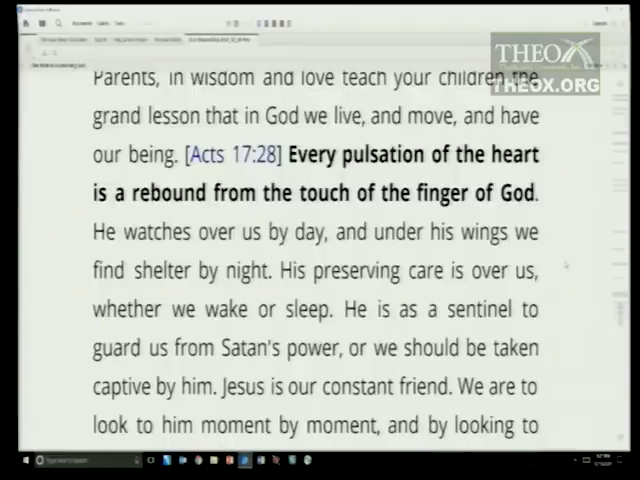 THEOX
THEOX.ORG
Parents, in wisdom and love teach your children the
grand lesson that in God we live, and move, and have
our being. [Acts 17:28] Every pulsation of the heart
is a rebound from the touch of the finger of God.
He watches over us by day, and under his wings we
find shelter by night. His preserving care is over us,
whether we wake or sleep. He is as a sentinel to
guard us from Satan's power, or we should be taken
captive by him. Jesus is our constant friend. We are to
look to him moment by moment, and by looking to